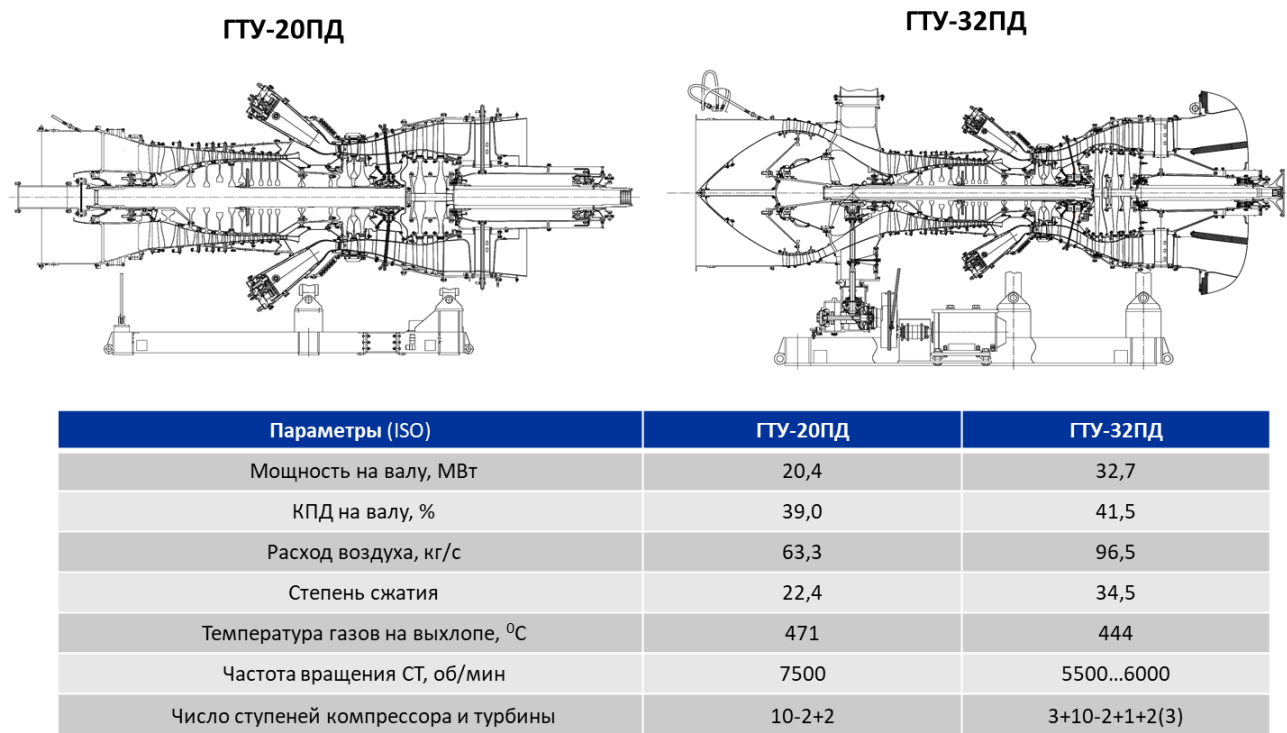 ГТУ-20ПД
ГТУ-32ПД
Параметры (ISO) ГТУ-20ПД ГТУ-32ПД
Мощность на валу, МВт 20,4 32,7
КПД на валу, % 39,0 41,5
Расход воздуха, кг/с 63,3 96,5
Степень сжатия 22,4 34,5
Температура газов на выхлопе, ⁰С 471 444
Частота вращения СТ, об/мин 7500 5500…6000
Число ступеней компрессора и турбины 10-2+2 3+10-2+1+2(3)